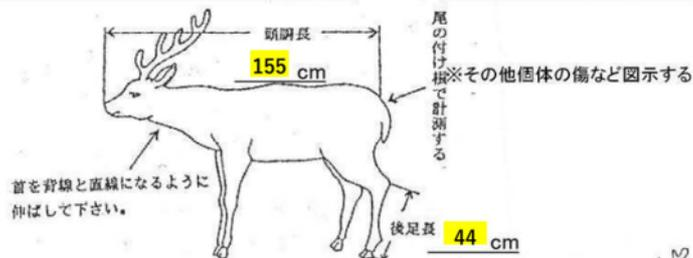 頭胴長
155 cm
尾の付け根で計測する
※その他個体の傷など図示する
首を背線と直線になるように
伸ばして下さい。
後足長 44 cm